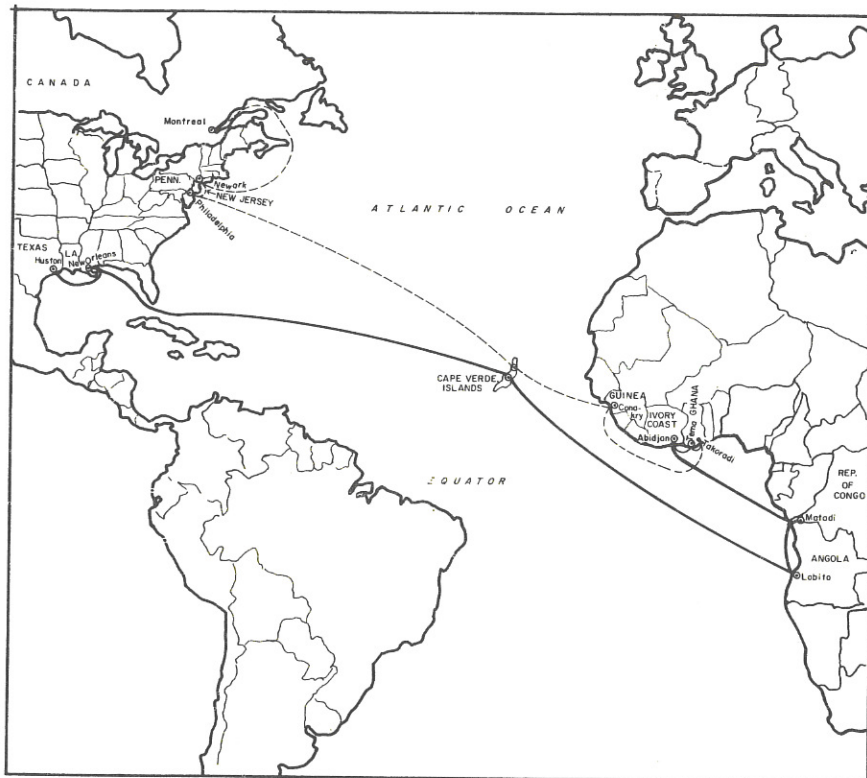 CANADA
Montreal
PENN.
Newark
NEW JERSEY
Philadelphia
ATLANTIC OCEAN
TEXAS
LA.
Huston
New Orleans
CAPE VERDE
ISLANDS
GUINEA
Cona-
kry
IVORY
COAST
GHANA
Tema
Abidjan
Takoradi
EQUATOR
REP.
OF
CONGO
Matadi
ANGOLA
Lobito